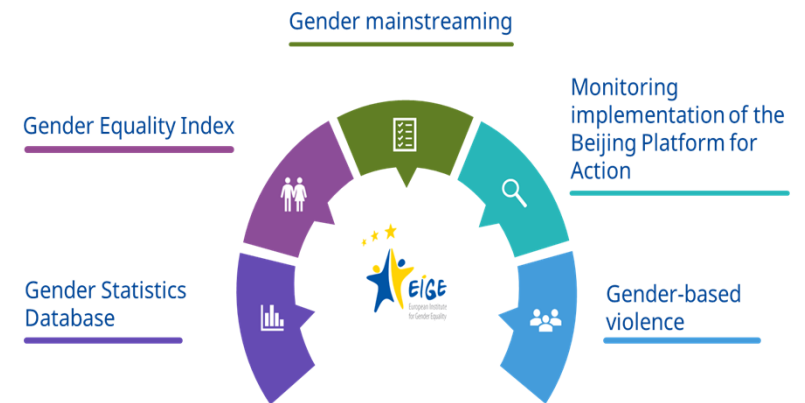 Gender mainstreaming
Monitoring
implementation of the
Beijing Platform for
Action
Gender Equality Index
Gender Statistics
Database
EIGE
European Institute
for Gender Equality
Gender-based
violence